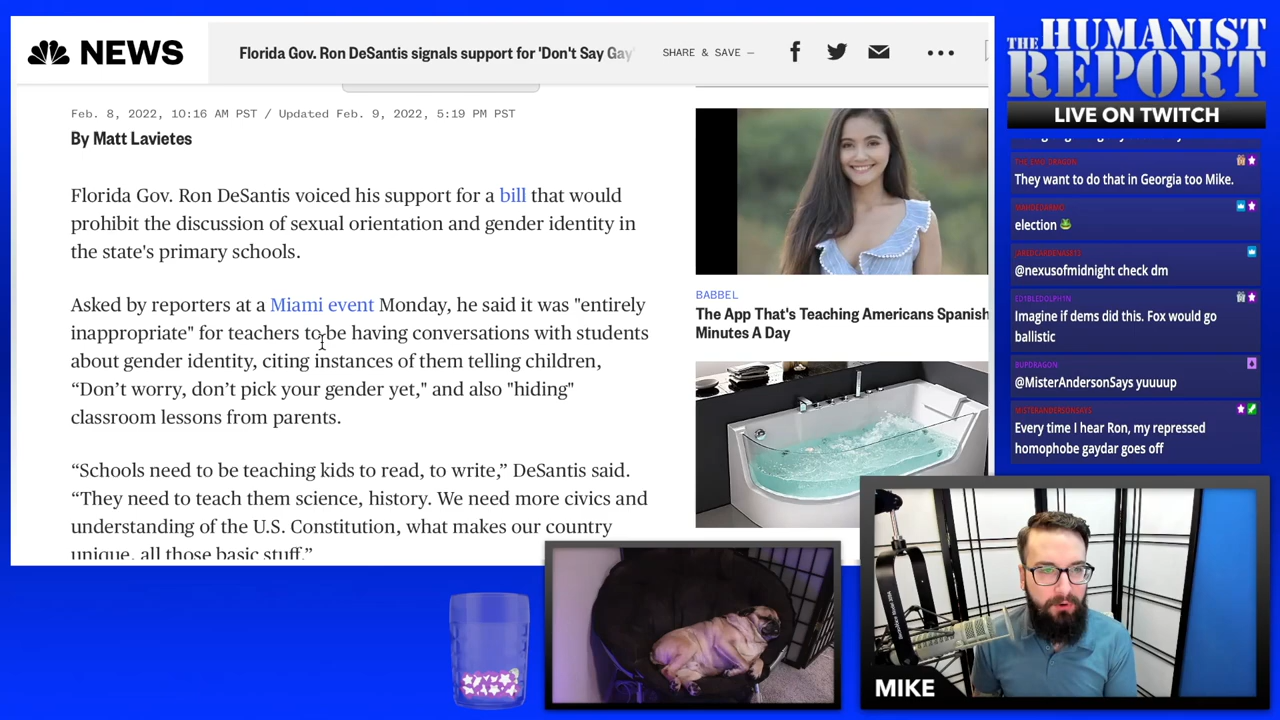 NEWS
Florida Gov. Ron DeSantis signals support for 'Don't Say Gay'
SHARE & SAVE —
Feb. 8, 2022, 10:16 AM PST / Updated Feb. 9, 2022, 5:19 PM PST
By Matt Lavietes
Florida Gov. Ron DeSantis voiced his support for a bill that would
prohibit the discussion of sexual orientation and gender identity in
the state's primary schools.
Asked by reporters at a Miami event Monday, he said it was "entirely
inappropriate" for teachers to be having conversations with students
about gender identity, citing instances of them telling children,
“Don’t worry, don’t pick your gender yet," and also "hiding"
classroom lessons from parents.
“Schools need to be teaching kids to read, to write,” DeSantis said.
“They need to teach them science, history. We need more civics and
understanding of the U.S. Constitution, what makes our country
unique, all those basic stuff.”
BABBEL
The App That's Teaching Americans Spanish
Minutes A Day
THE HUMANIST
REPORT
LIVE ON TWITCH
They want to do that in Georgia too Mike.
election
@nexusofmidnight check dm
ED1BLEDOLPH1N
Imagine if dems did this. Fox would go
ballistic
BUPDRAGON
@MisterAndersonSays yuuuup
MISTERANDERSONSAYS
Every time I hear Ron, my repressed
homophobe gaydar goes off
MIKE